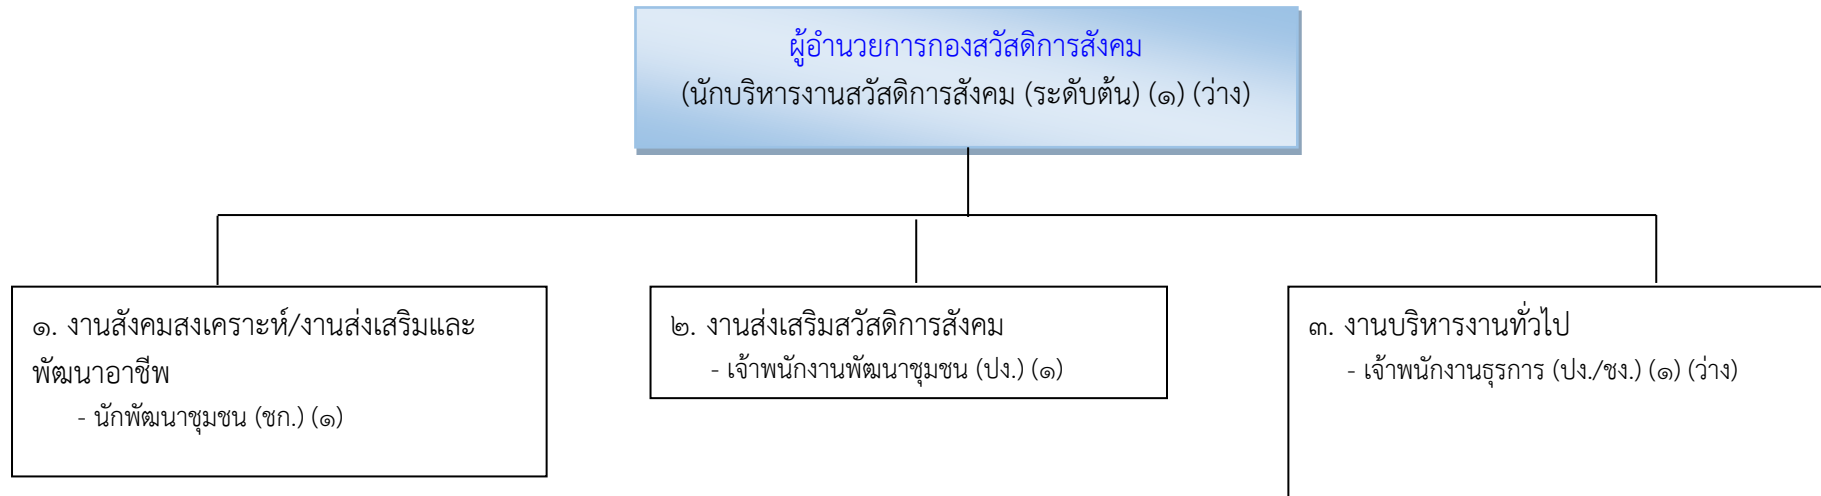 ผู้อำนวยการกองสวัสดิการสังคม
(นักบริหารงานสวัสดิการสังคม (ระดับต้น) (๑) (ว่าง)
๑. งานสังคมสงเคราะห์/งานส่งเสริมและ
พัฒนาอาชีพ
- นักพัฒนาชุมชน (ชก.) (๑)
๒. งานส่งเสริมสวัสดิการสังคม
- เจ้าพนักงานพัฒนาชุมชน (ปง.) (๑)
๓. งานบริหารงานทั่วไป
- เจ้าพนักงานธุรการ (ปง./ชง.) (๑) (ว่าง)